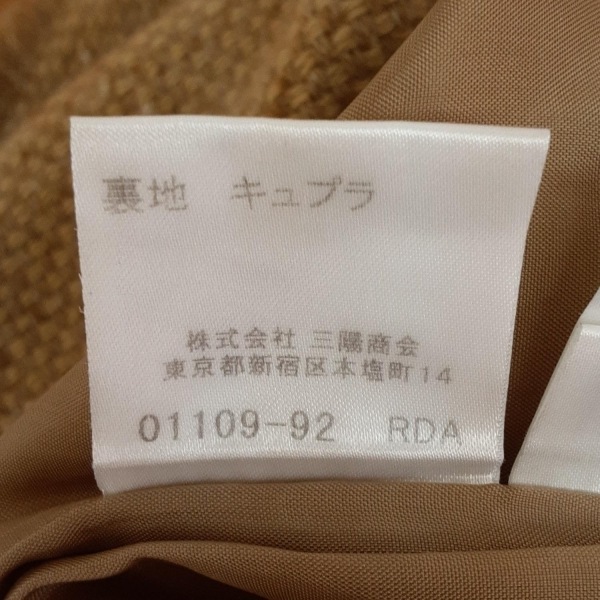 裏地 キュプラ
株式会社 三陽商会
東京都新宿区本塩町14
01109-92 RDA